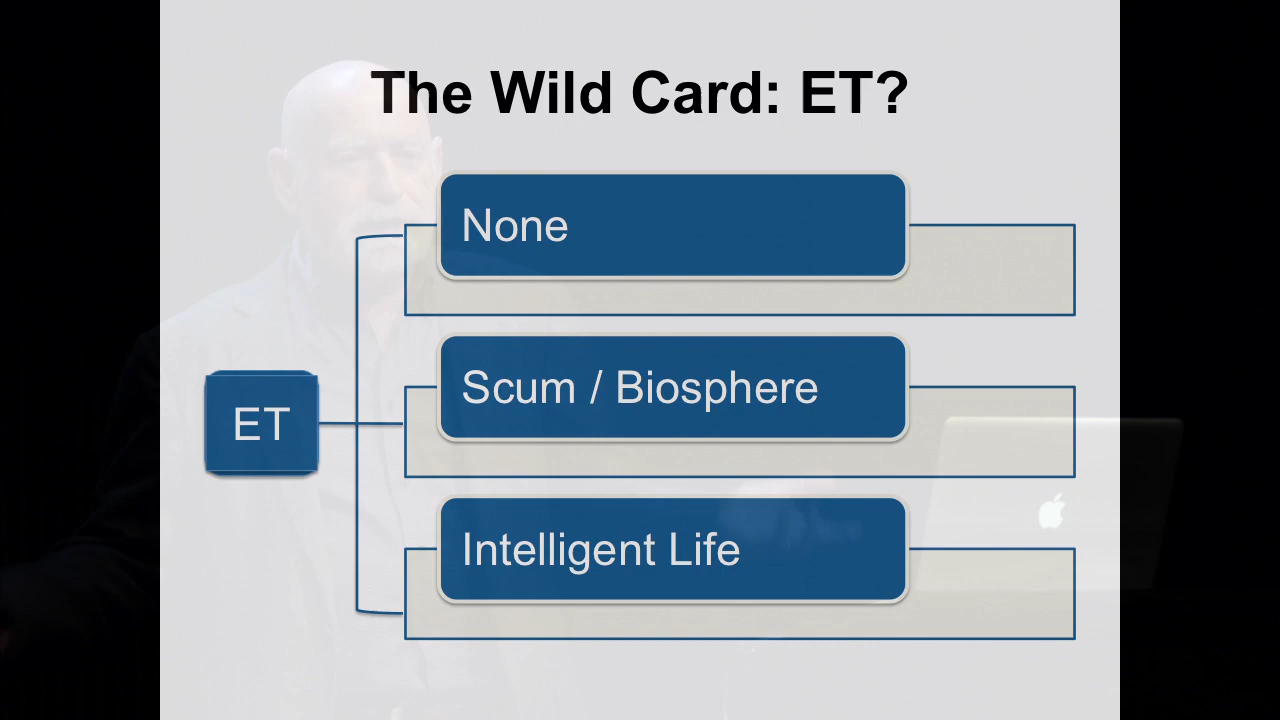 The Wild Card: ET?
None
Scum / Biosphere
ET
Intelligent Life